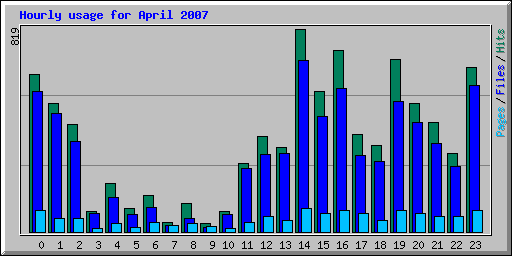 Hourly usage for April 2007
819
Pages/Files/Hits
0 1 2 3 4 5 6 7 8 9 10 11 12 13 14 15 16 17 18 19 20 21 22 23